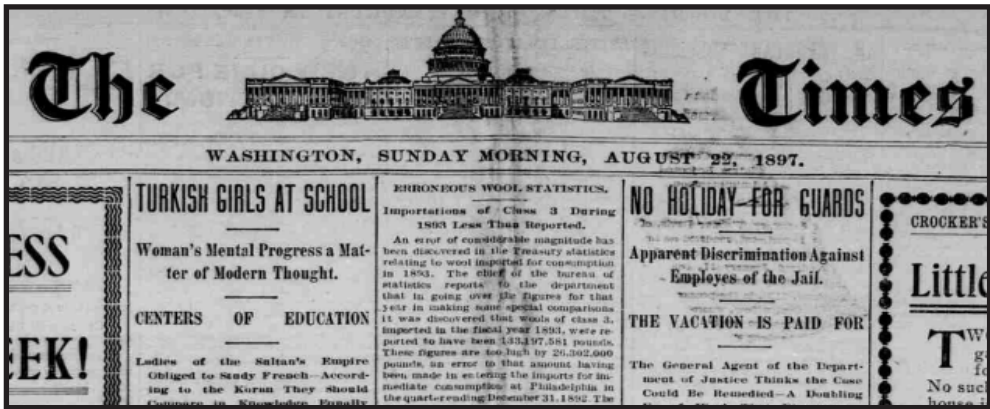 The Times
WASHINGTON, SUNDAY MORNING, AUGUST 22, 1897.
ESS
EEK!
TURKISH GIRLS AT SCHOOL
Woman's Mental Progress a Mat-
ter of Modern Thought.
CENTERS OF EDUCATION
Ladies of the Sultan's Empire
Obliged to Study French—Accord-
ing to the Koran They Should
Compare in Knowledge Equally
ERRONEOUS WOOL STATISTICS.
Importations of Class 3 During
1893 Less Than Reported.
An error of considerable magnitude has
been discovered in the Treasury statistics
relating to wool imported for consumption
in 1893. The chief of the bureau of
statistics reports to the department
that in going over the figures for that
year in making some special comparisons
it was discovered that wools of class 3,
imported in the fiscal year 1893, were re-
ported to have been 133,197,581 pounds.
These figures are too high by 26,302,000
pounds, an error to that amount having
been made in entering the imports for im-
mediate consumption at Philadelphia in
the quarter ending December 31, 1892. The
NO HOLIDAY FOR GUARDS
Apparent Discrimination Against
Employes of the Jail.
THE VACATION IS PAID FOR
The General Agent of the Depart-
ment of Justice Thinks the Case
Could Be Remedied—A Doubling
CROCKER'S
Little
TW
No such